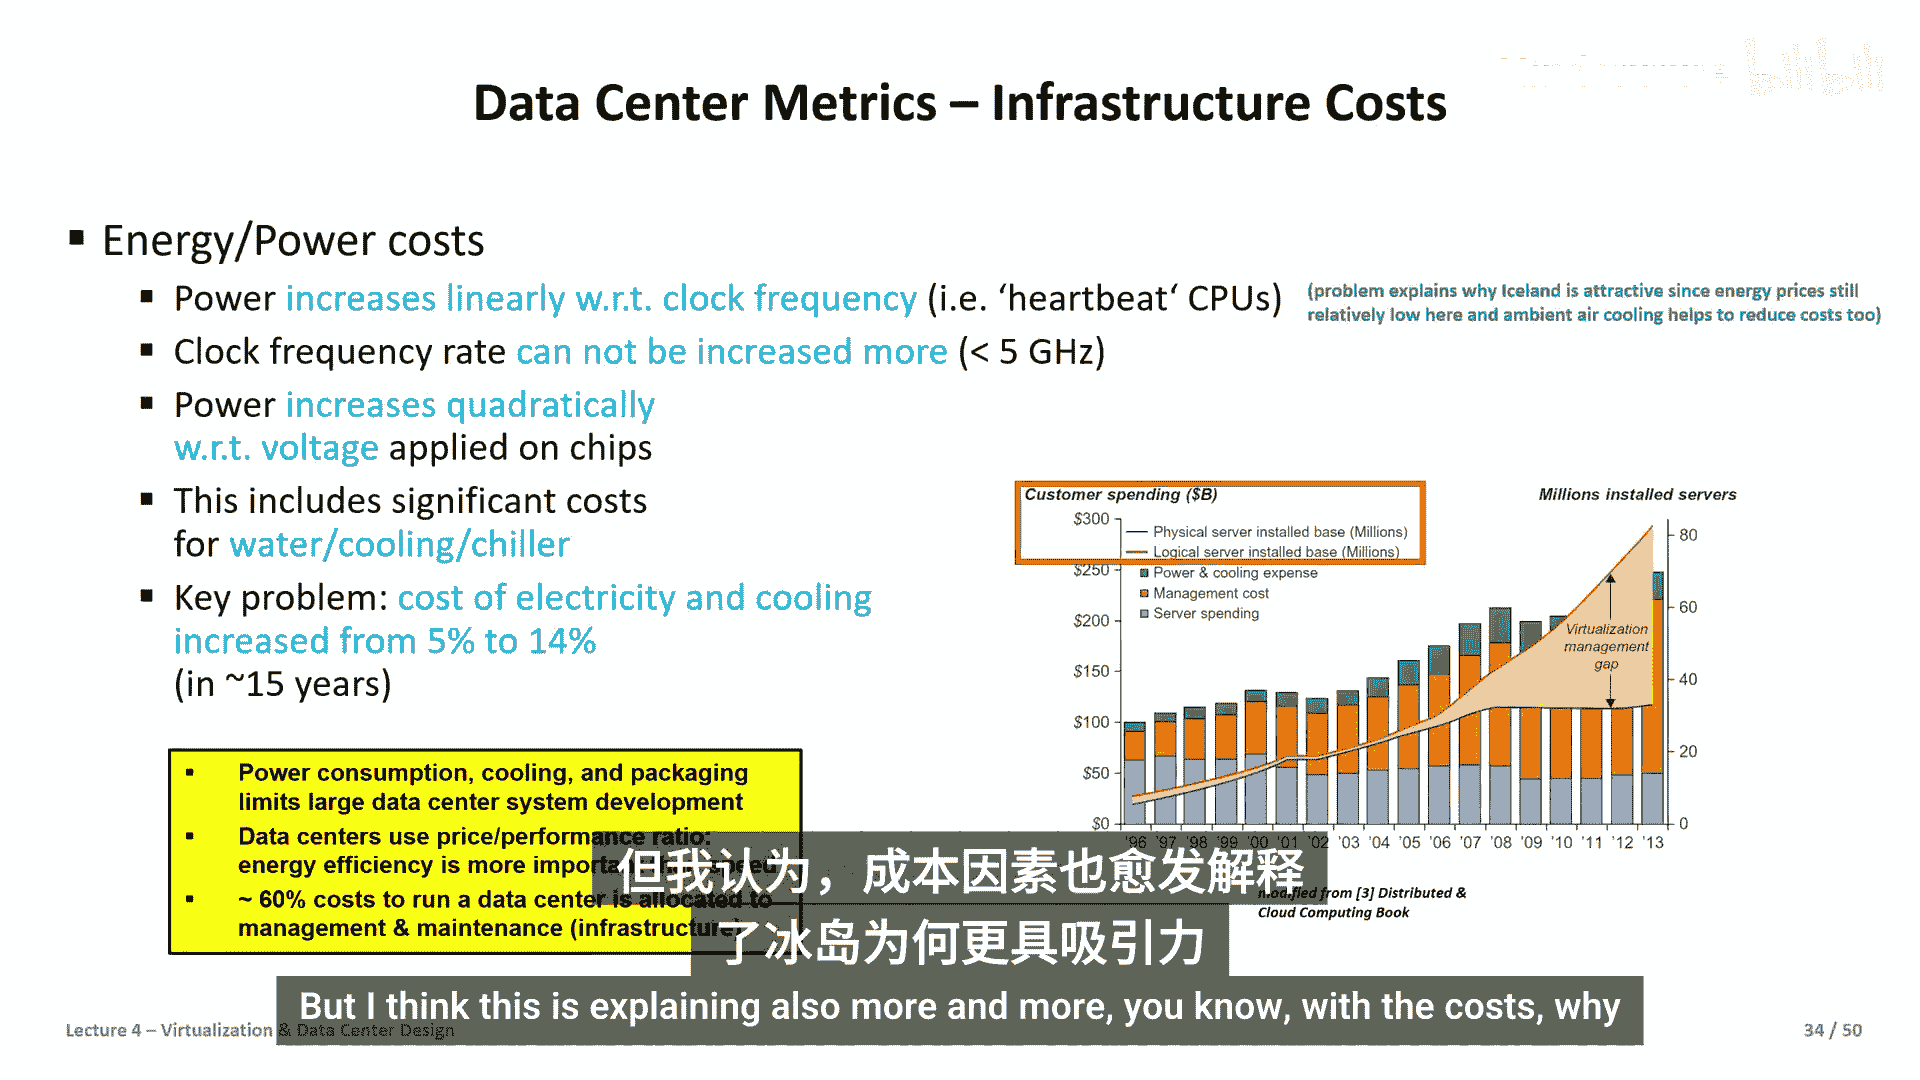 Data Center Metrics – Infrastructure Costs
▪ Energy/Power costs
▪ Power increases linearly w.r.t. clock frequency (i.e. ‘heartbeat‘ CPUs)
(problem explains why Iceland is attractive since energy prices still
relatively low here and ambient air cooling helps to reduce costs too)
▪ Clock frequency rate can not be increased more (< 5 GHz)
▪ Power increases quadratically
w.r.t. voltage applied on chips
▪ This includes significant costs
for water/cooling/chiller
▪ Key problem: cost of electricity and cooling
increased from 5% to 14%
(in ~15 years)
▪ Power consumption, cooling, and packaging
limits large data center system development
▪ Data centers use price/performance ratio:
energy efficiency is more important than speed
▪ ~ 60% costs to run a data center is allocated to
management & maintenance (infrastructure)
Customer spending ($B)
Millions installed servers
$300
$250
$200
$150
$100
$50
$0
Physical server installed base (Millions)
Logical server installed base (Millions)
Power & cooling expense
Management cost
Server spending
Virtualization
management
gap
80
60
40
20
0
'96 '97 '98 '99 '00 '01 '02 '03 '04 '05 '06 '07 '08 '09 '10 '11 '12 '13
modified from [3] Distributed &
Cloud Computing Book
但我认为，成本因素也愈发解释
了冰岛为何更具吸引力
But I think this is explaining also more and more, you know, with the costs, why
Lecture 4 – Virtualization & Data Center Design
34 / 50